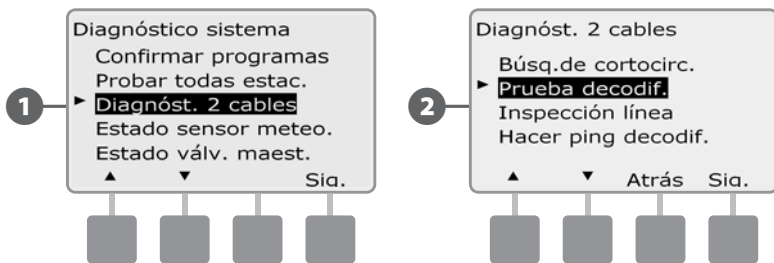 1
Diagnóstico sistema
Confirmar programas
Probar todas estac.
Diagnóst. 2 cables
Estado sensor meteo.
Estado válv. maest.
Sig.
2
Diagnóst. 2 cables
Búsq.de cortocirc.
Prueba decodif.
Inspección línea
Hacer ping decodif.
Atrás Sig.